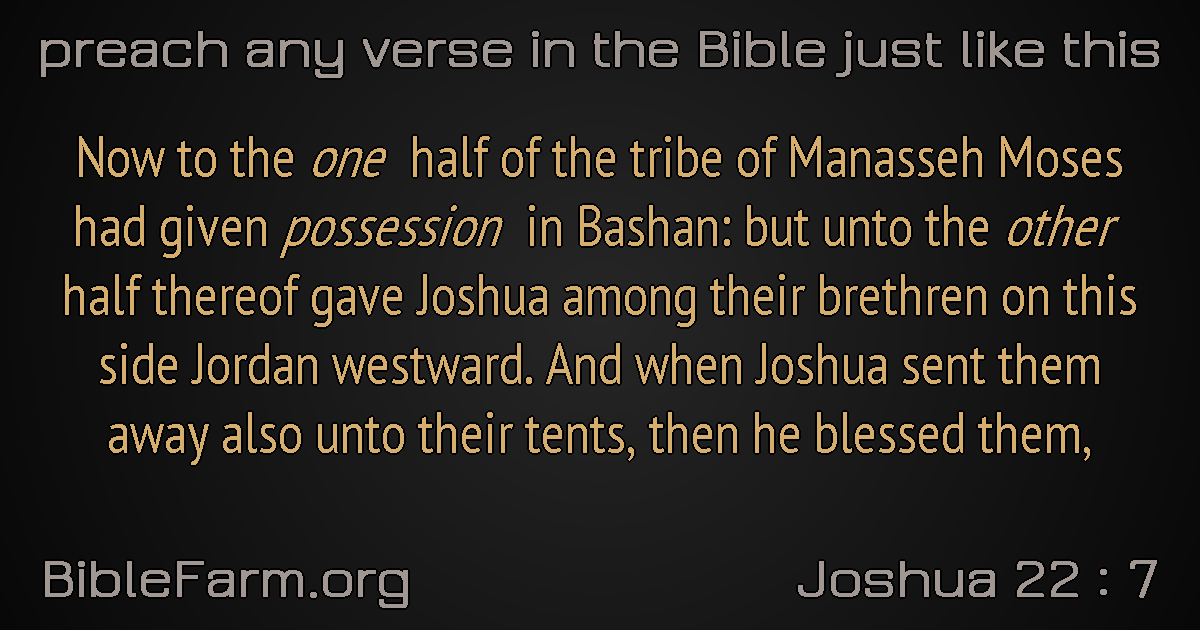 preach any verse in the Bible just like this
Now to the one half of the tribe of Manasseh Moses
had given possession in Bashan: but unto the other
half thereof gave Joshua among their brethren on this
side Jordan westward. And when Joshua sent them
away also unto their tents, then he blessed them,
BibleFarm.org
Joshua 22 : 7